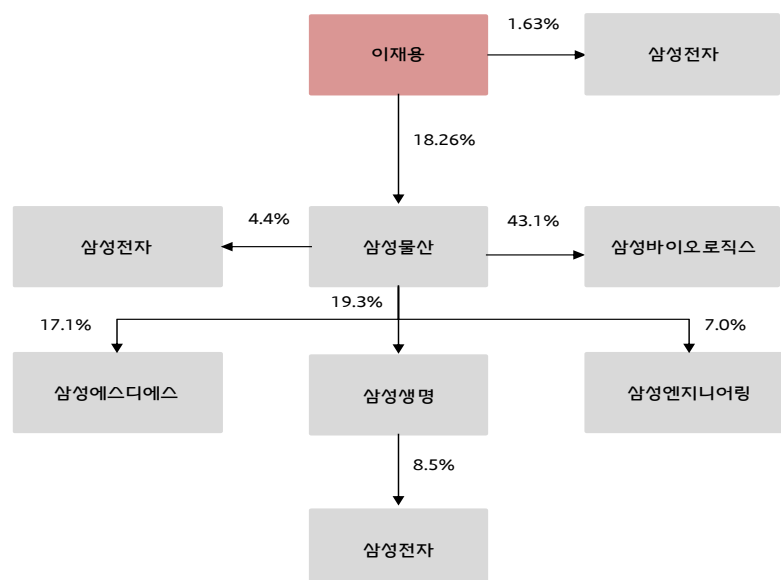 1.63%
이재용
삼성전자
18.26%
4.4%
43.1%
삼성전자
삼성물산
삼성바이오로직스
19.3%
17.1%
7.0%
삼성에스디에스
삼성생명
삼성엔지니어링
8.5%
삼성전자